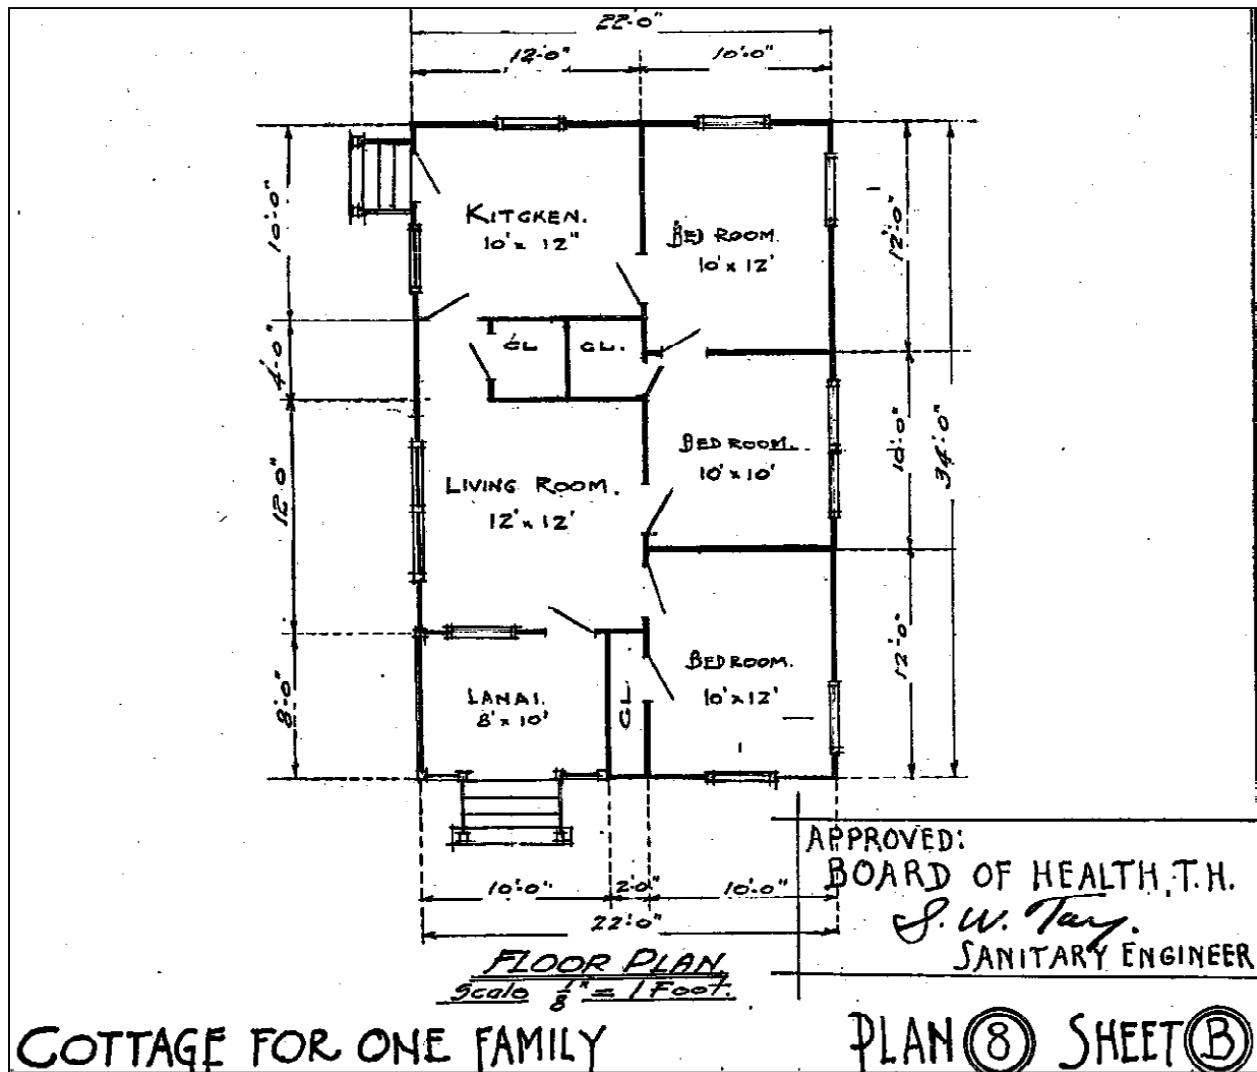 22'-0"
12'-0" 10'-0"
10'-0"
KITCKEN.
10' x 12"
BED ROOM.
10' x 12'
12'-0"
4'-0"
CL CL.
BED ROOM.
10' x 10'
10'-0"
34'-0"
12'-0"
LIVING ROOM.
12' x 12'
BED ROOM.
10' x 12'
12'-0"
8'-0"
LANAI.
8' x 10'
CL
10'-0" 2'-0" 10'-0"
22'-0"
FLOOR PLAN
Scale 1/8" = 1 Foot.
APPROVED:
BOARD OF HEALTH, T.H.
S. W. Tay.
SANITARY ENGINEER
COTTAGE FOR ONE FAMILY
PLAN 8 SHEET B